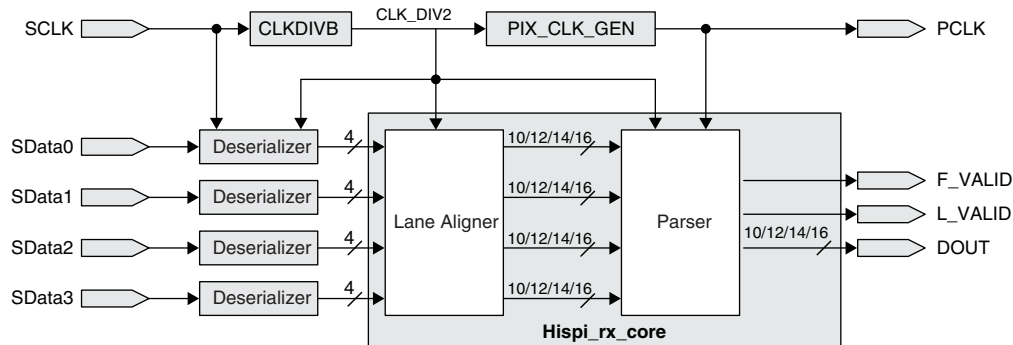 SCLK
CLKDIVB
CLK_DIV2
PIX_CLK_GEN
PCLK
SData0
Deserializer
4
10/12/14/16
SData1
Deserializer
4
10/12/14/16
F_VALID
Lane Aligner
Parser
L_VALID
SData2
Deserializer
4
10/12/14/16
10/12/14/16
DOUT
SData3
Deserializer
4
10/12/14/16
Hispi_rx_core